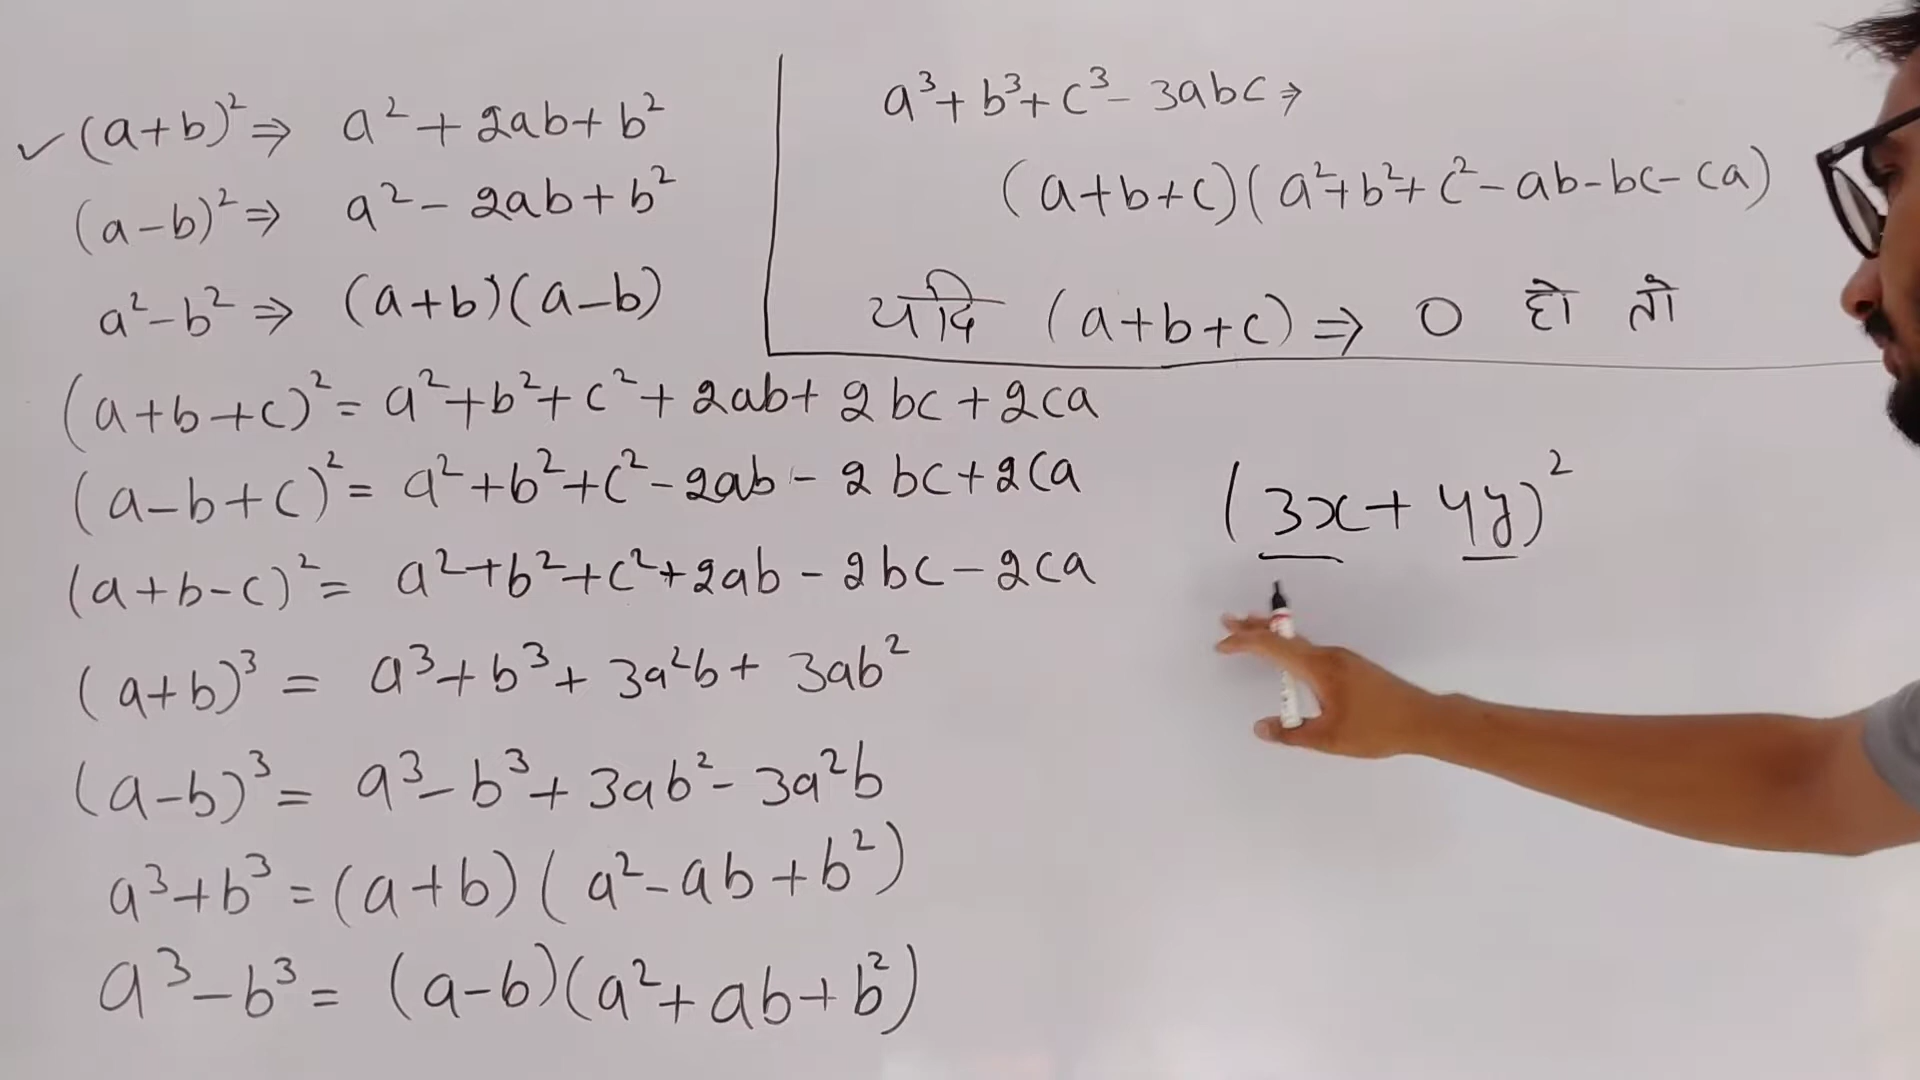 ✓ (a+b)² ⇒ a² + 2ab + b²
(a-b)² ⇒ a² - 2ab + b²
a² - b² ⇒ (a+b)(a-b)
(a+b+c)² = a² + b² + c² + 2ab + 2bc + 2ca
(a-b+c)² = a² + b² + c² - 2ab - 2bc + 2ca
(a+b-c)² = a² + b² + c² + 2ab - 2bc - 2ca
(a+b)³ = a³ + b³ + 3a²b + 3ab²
(a-b)³ = a³ - b³ + 3ab² - 3a²b
a³ + b³ = (a+b)(a² - ab + b²)
a³ - b³ = (a-b)(a² + ab + b²)
a³ + b³ + c³ - 3abc ⇒
(a+b+c)(a² + b² + c² - ab - bc - ca)
यदि (a+b+c) ⇒ 0 हो तो
(3x + 4y)²